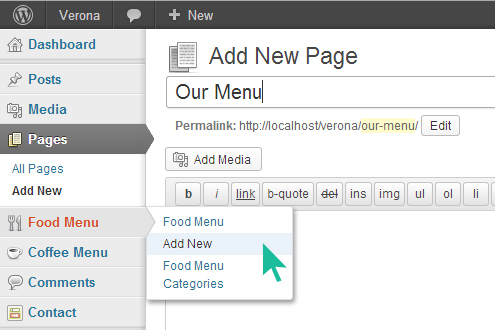 Verona
New
Dashboard
Posts
Media
Pages
All Pages
Add New
Food Menu
Coffee Menu
Comments
Contact
Add New Page
Our Menu
Permalink: http://localhost/verona/our-menu/ Edit
Add Media
b i link b-quote del ins img ul ol li
Food Menu
Add New
Food Menu
Categories